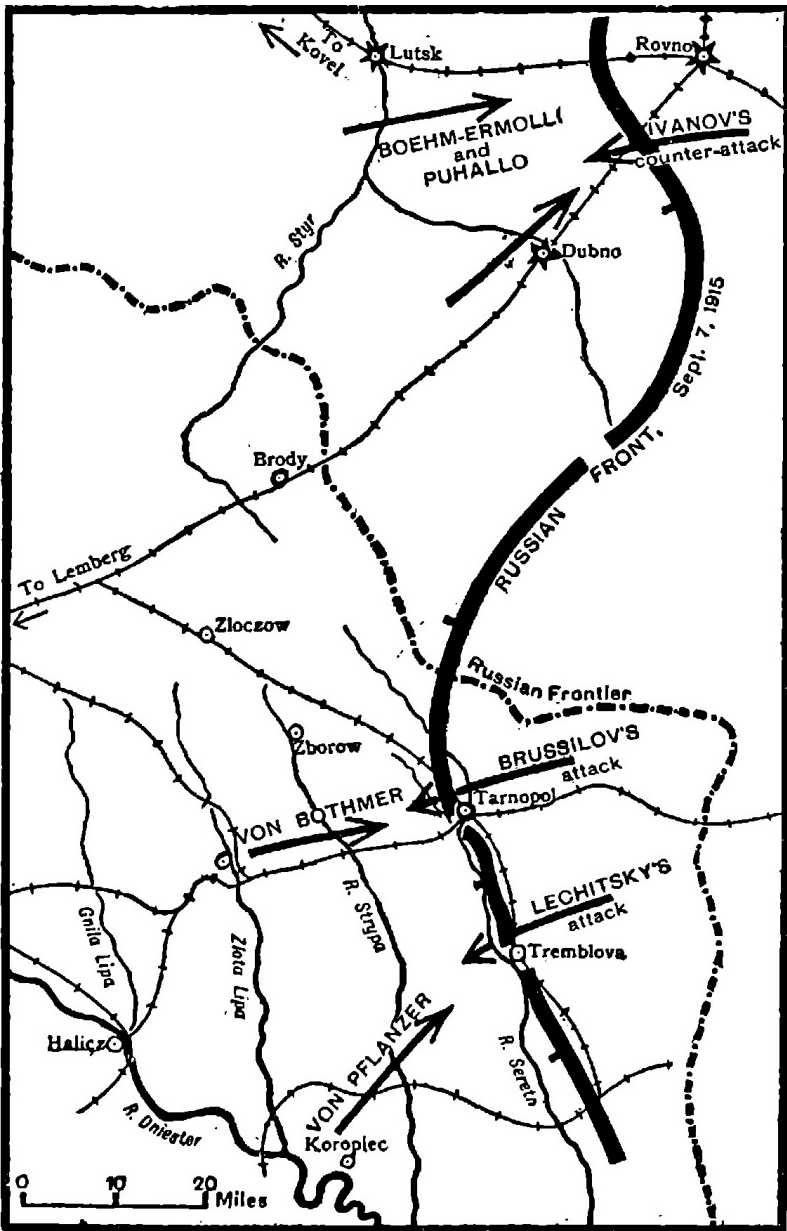 To
Kovel
Lutsk
Rovno
BOEHM-ERMOLLI
and
PUHALLO
IVANOV'S
counter-attack
R. Styr
Dubno
Sept. 7, 1915
FRONT,
RUSSIAN
Brody
To Lemberg
Zloczow
Russian Frontier
Zborow
BRUSSILOV'S
attack
Tarnopol
VON BOTHMER
LECHITSKY'S
attack
R. Strypa
Gnila Lipa
Zlota Lipa
Tremblova
Halicz
VON PFLANZER
R. Sereth
R. Dniester
Koropiec
0 10 20
Miles